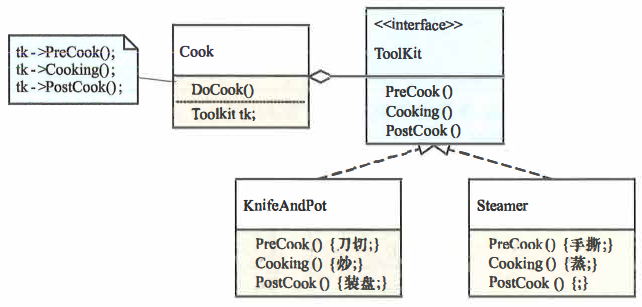 tk->PreCook();
tk->Cooking();
tk->PostCook();
Cook
DoCook()
Toolkit tk;
<<interface>>
ToolKit
PreCook()
Cooking()
PostCook()
KnifeAndPot
PreCook() {刀切;}
Cooking() {炒;}
PostCook() {装盘;}
Steamer
PreCook() {手撕;}
Cooking() {蒸;}
PostCook() {;}